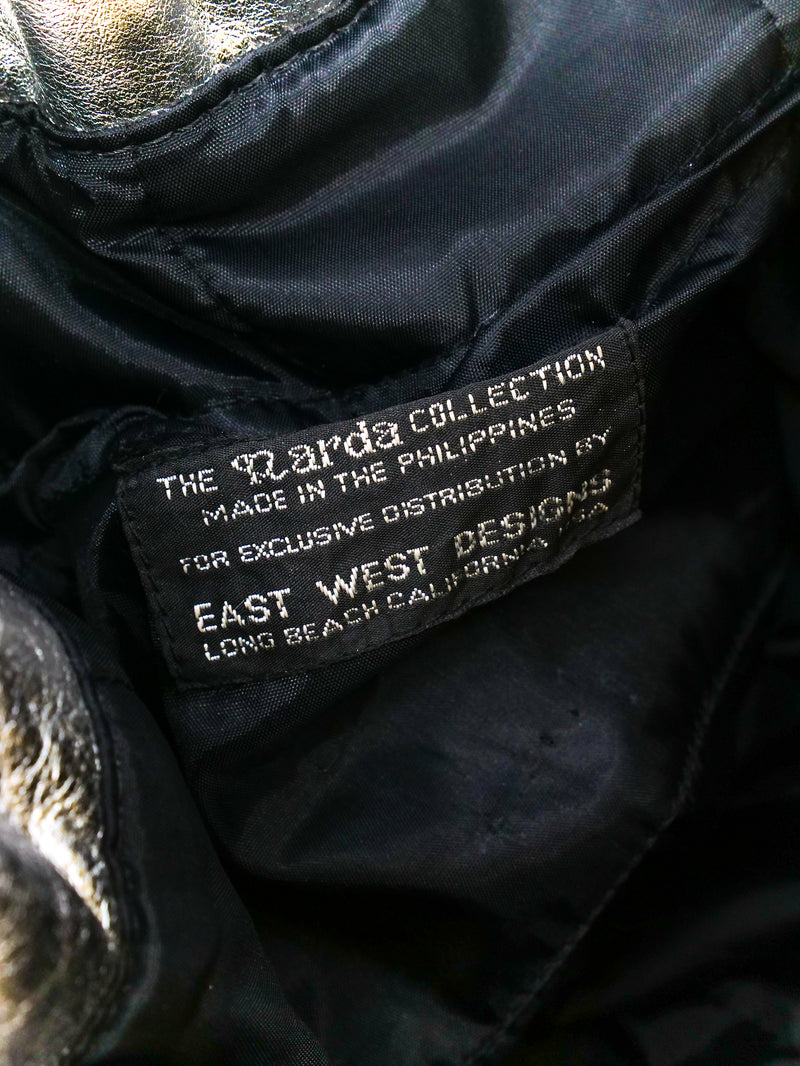 THE Narda COLLECTION
MADE IN THE PHILIPPINES
FOR EXCLUSIVE DISTRIBUTION BY
EAST WEST DESIGNS
LONG BEACH CALIFORNIA USA